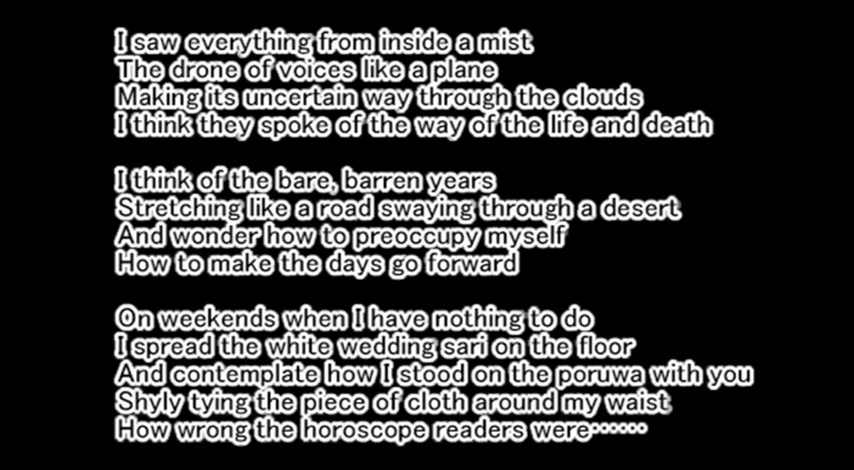 I saw everything from inside a mist
The drone of voices like a plane
Making its uncertain way through the clouds
I think they spoke of the way of the life and death
I think of the bare, barren years
Stretching like a road swaying through a desert
And wonder how to preoccupy myself
How to make the days go forward
On weekends when I have nothing to do
I spread the white wedding sari on the floor
And contemplate how I stood on the poruwa with you
Shyly tying the piece of cloth around my waist
How wrong the horoscope readers were······